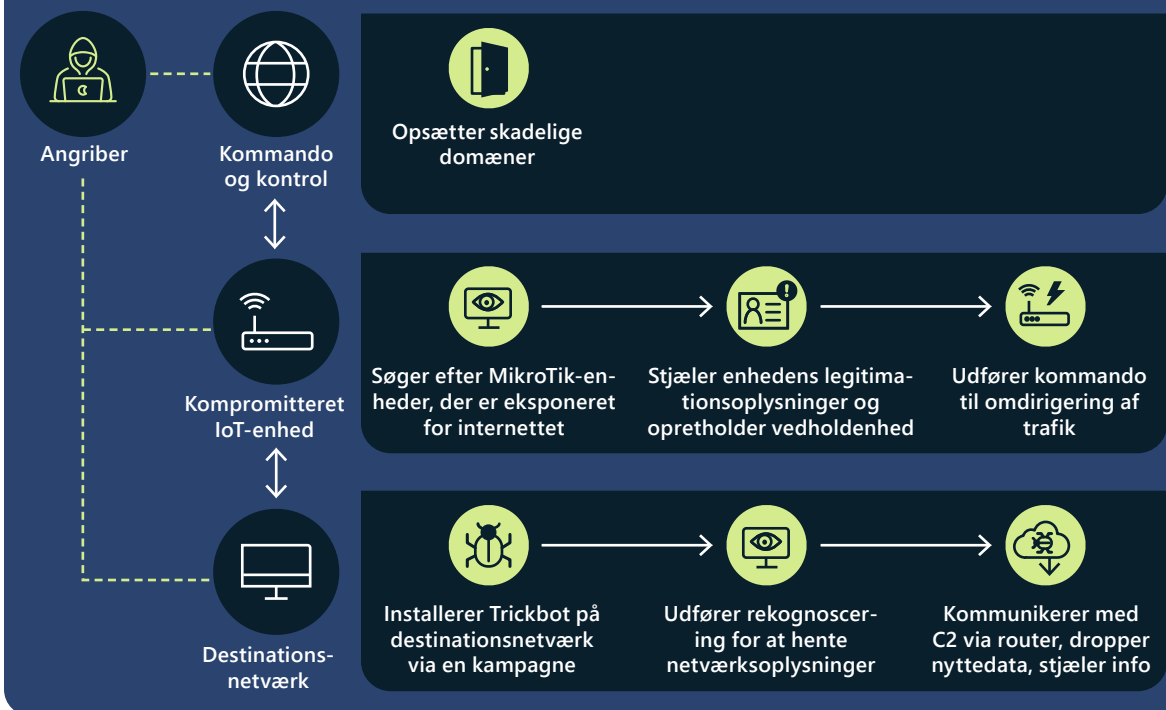 Angriber
Kommando
og kontrol
Opsætter skadelige
domæner
Kompromitteret
IoT-enhed
Søger efter MikroTik-en-
heder, der er eksponeret
for internettet
Stjæler enhedens legitima-
tionsoplysninger og
opretholder vedholdenhed
Udfører kommando
til omdirigering af
trafik
Destinations-
netværk
Installerer Trickbot på
destinationsnetværk
via en kampagne
Udfører rekognoscer-
ing for at hente
netværksoplysninger
Kommunikerer med
C2 via router, dropper
nyttedata, stjæler info